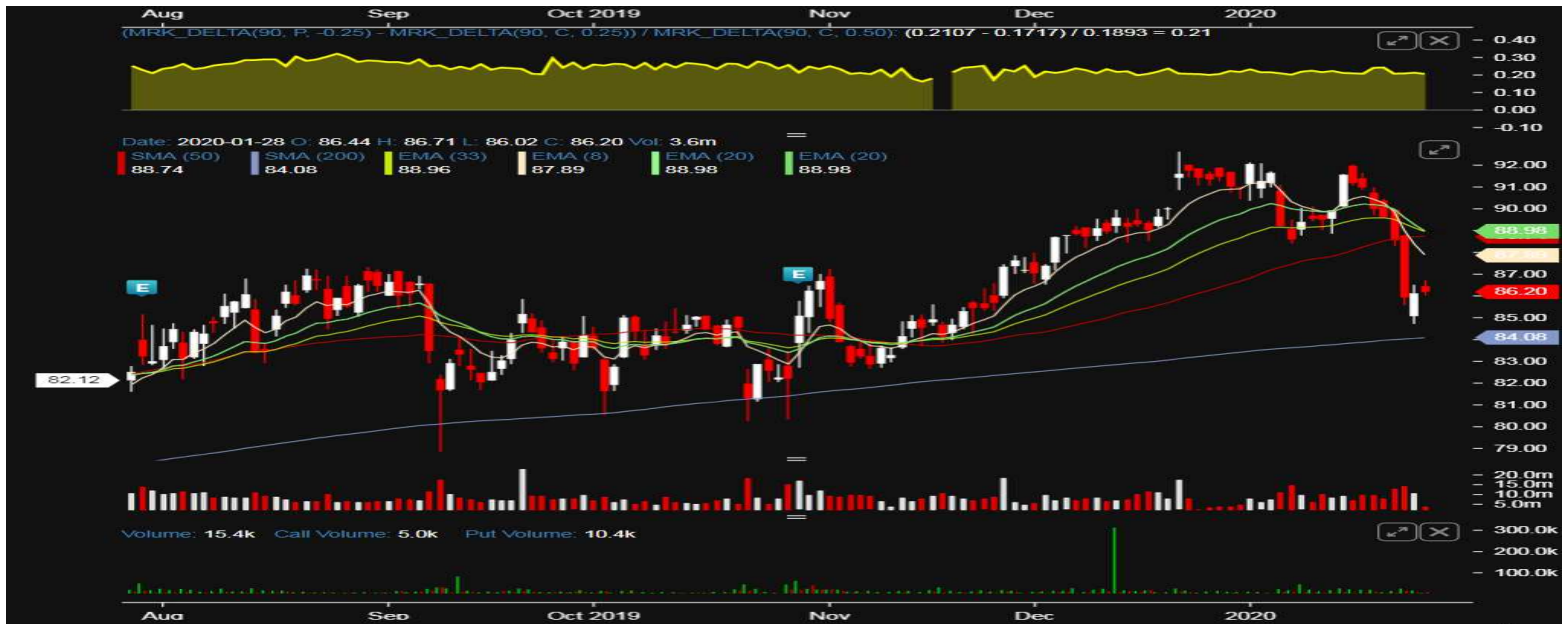 Aug Sep Oct 2019 Nov Dec 2020
(MRK_DELTA(90, P, -0.25) - MRK_DELTA(90, C, 0.25)) / MRK_DELTA(90, C, 0.50): (0.2107 - 0.1717) / 0.1893 = 0.21
0.40
0.30
0.20
0.10
0.00
-0.10
Date: 2020-01-28 O: 86.44 H: 86.71 L: 86.02 C: 86.20 Vol: 3.6m
SMA (50) SMA (200) EMA (33) EMA (8) EMA (20) EMA (20)
88.74 84.08 88.96 87.89 88.98 88.98
92.00
91.00
90.00
88.98
87.00
86.20
85.00
84.08
83.00
82.12
82.00
81.00
80.00
79.00
E
E
20.0m
15.0m
10.0m
5.0m
Volume: 15.4k Call Volume: 5.0k Put Volume: 10.4k
300.0k
200.0k
100.0k
Aug Sep Oct 2019 Nov Dec 2020